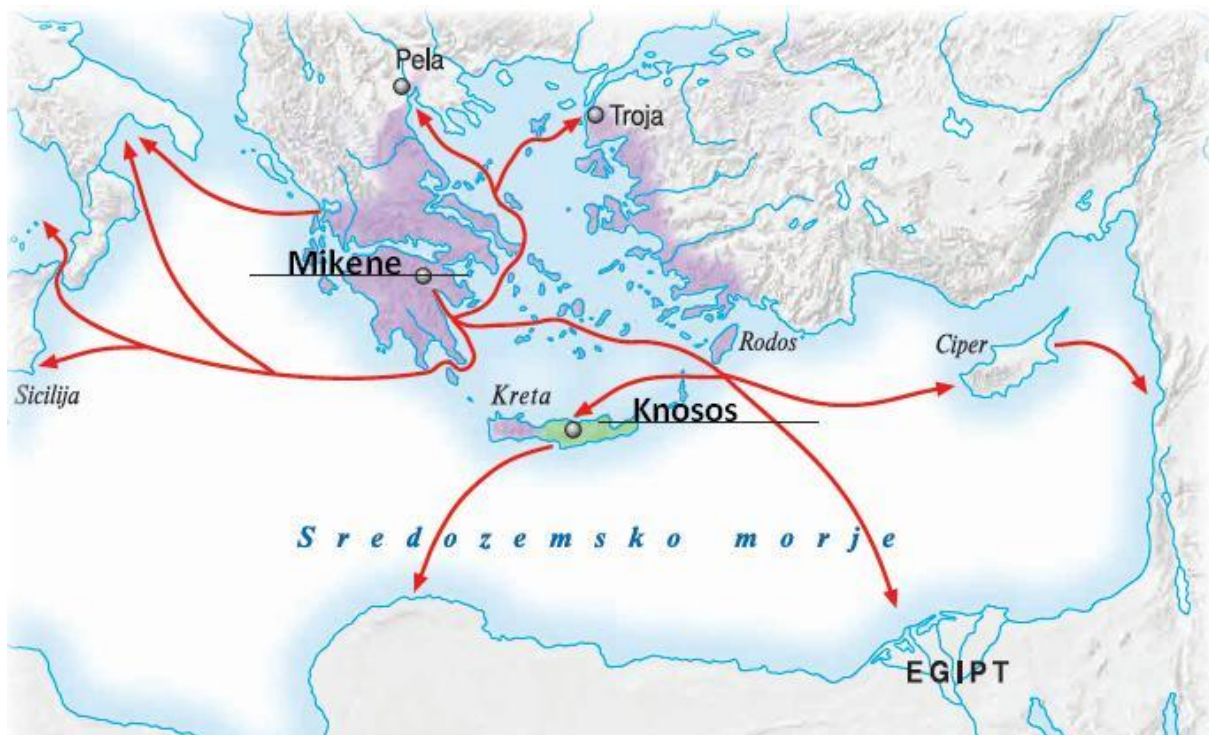 Pela
Troja
Mikene
Rodos
Ciper
Sicilija
Kreta
Knosos
Sredozemsko morje
EGIPT